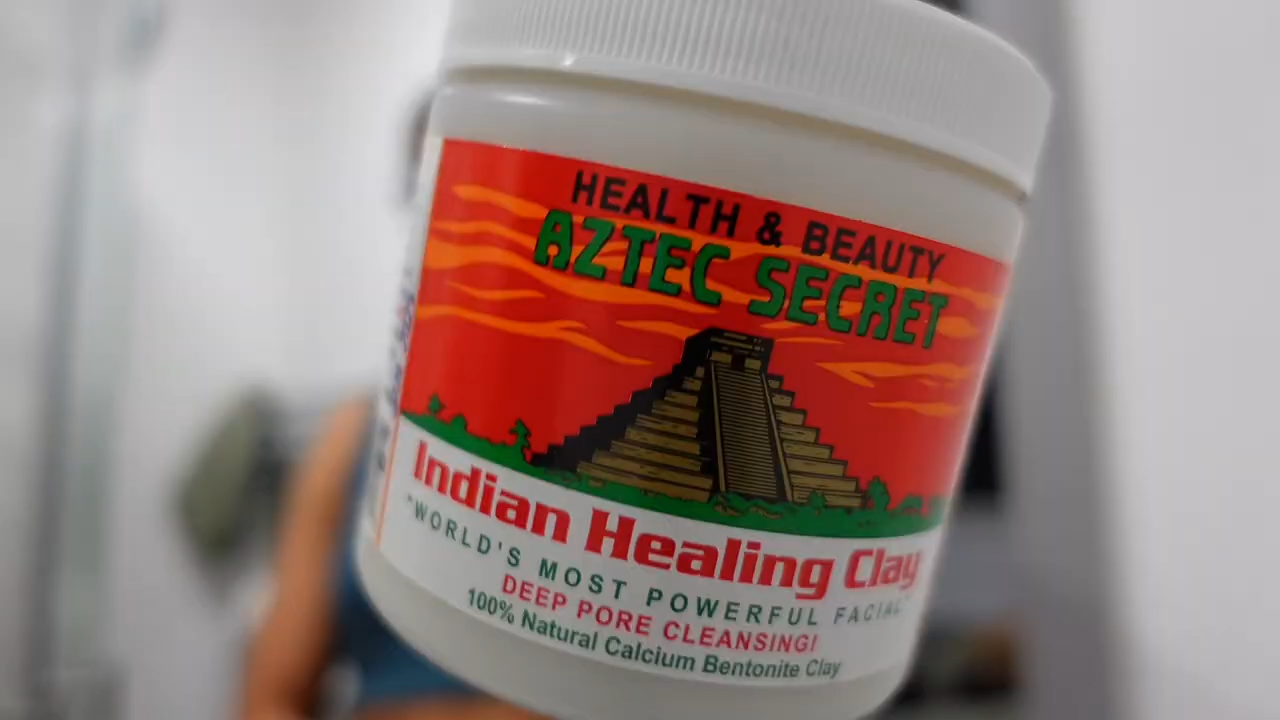 HEALTH & BEAUTY
AZTEC SECRET
Indian Healing Clay
"WORLD'S MOST POWERFUL FACIAL"
DEEP PORE CLEANSING!
100% Natural Calcium Bentonite Clay